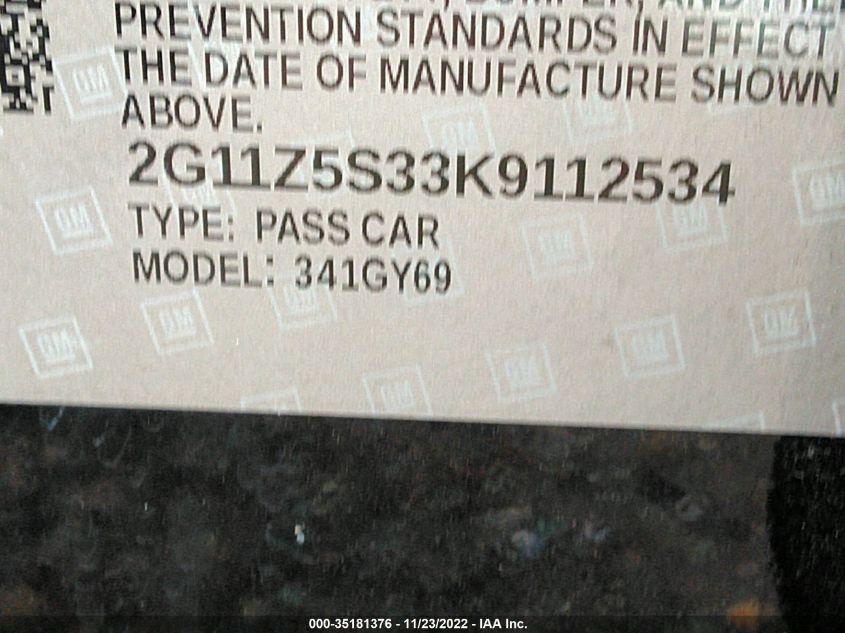 PREVENTION STANDARDS IN EFFECT
THE DATE OF MANUFACTURE SHOWN
ABOVE.
2G11Z5S33K9112534
TYPE: PASS CAR
MODEL: 341GY69
000-35181376 - 11/23/2022 - IAA Inc.